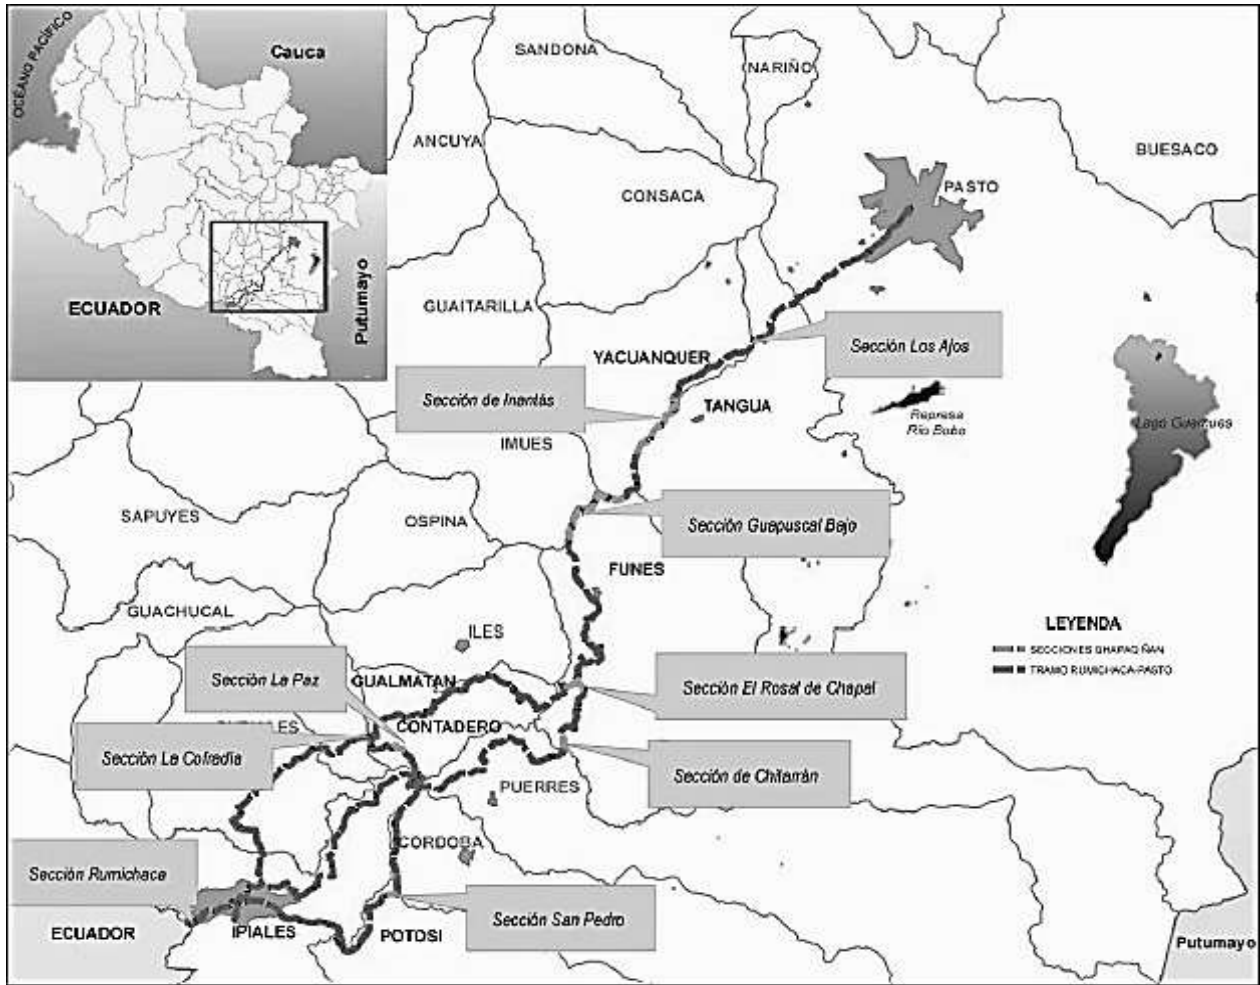 OCÉANO PACÍFICO
Cauca
ECUADOR
Putumayo
SANDONA
NARIÑO
ANCUYA
CONSACA
BUESACO
PASTO
GUAITARILLA
YACUANQUER
Sección Los Ajos
Sección de Inantás
TANGUA
Represa
Río Bobo
Lago Guamues
IMUES
SAPUYES
OSPINA
Sección Guapuscal Bajo
FUNES
GUACHUCAL
ILES
LEYENDA
SECCIONES QHAPAQ ÑAN
TRAMO RUMICHACA-PASTO
Sección La Paz
GUALMATAN
Sección El Rosal de Chapal
CONTADERO
Sección La Cofradía
Sección de Chitarrán
PUERRES
CORDOBA
Sección Rumichaca
Sección San Pedro
ECUADOR
IPIALES
POTOSI
Putumayo